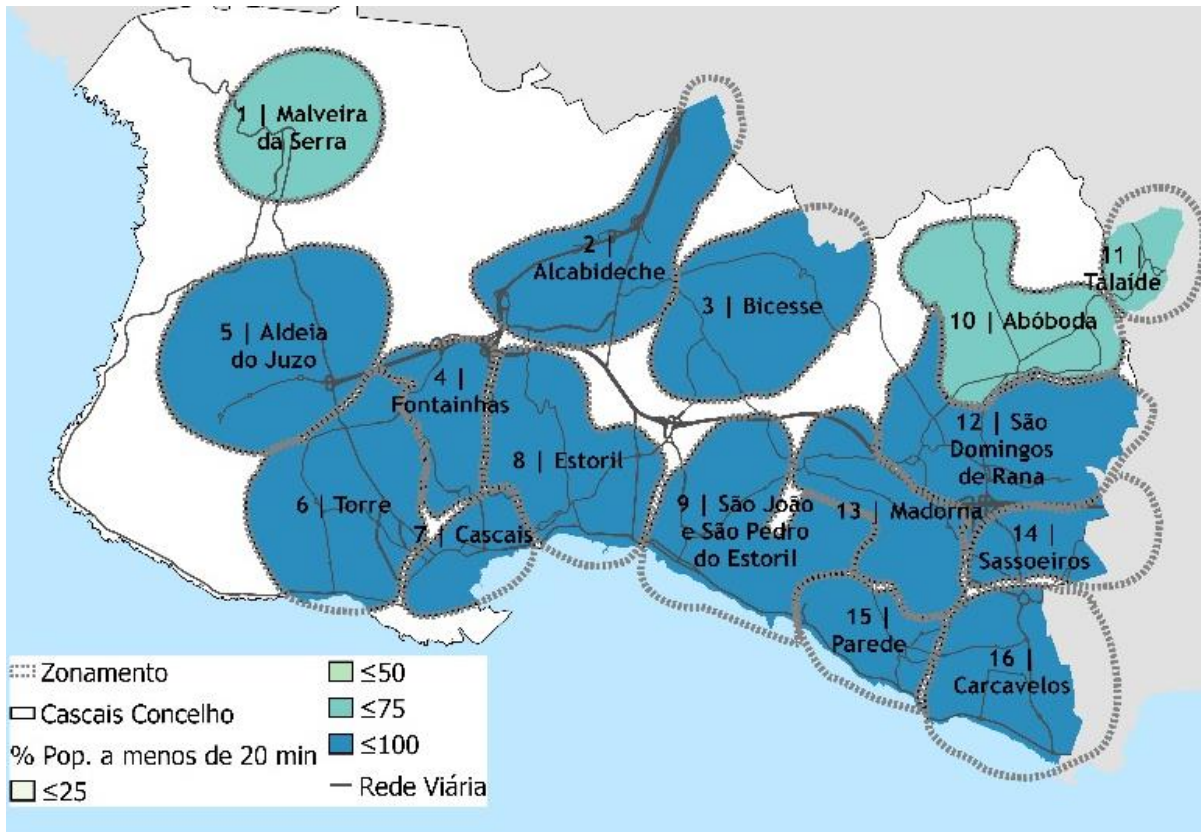 1 | Malveira
da Serra
2 |
Alcabideche
3 | Bicesse
11 |
Talaíde
10 | Abóboda
5 | Aldeia
do Juzo
4 |
Fontainhas
12 | São
Domingos
de Rana
8 | Estoril
6 | Torre
9 | São João
e São Pedro
do Estoril
13 | Madorna
7 | Cascais
14 |
Sassoeiros
15 |
Parede
16 |
Carcavelos
Zonamento
Cascais Concelho
% Pop. a menos de 20 min
≤25
≤50
≤75
≤100
Rede Viária